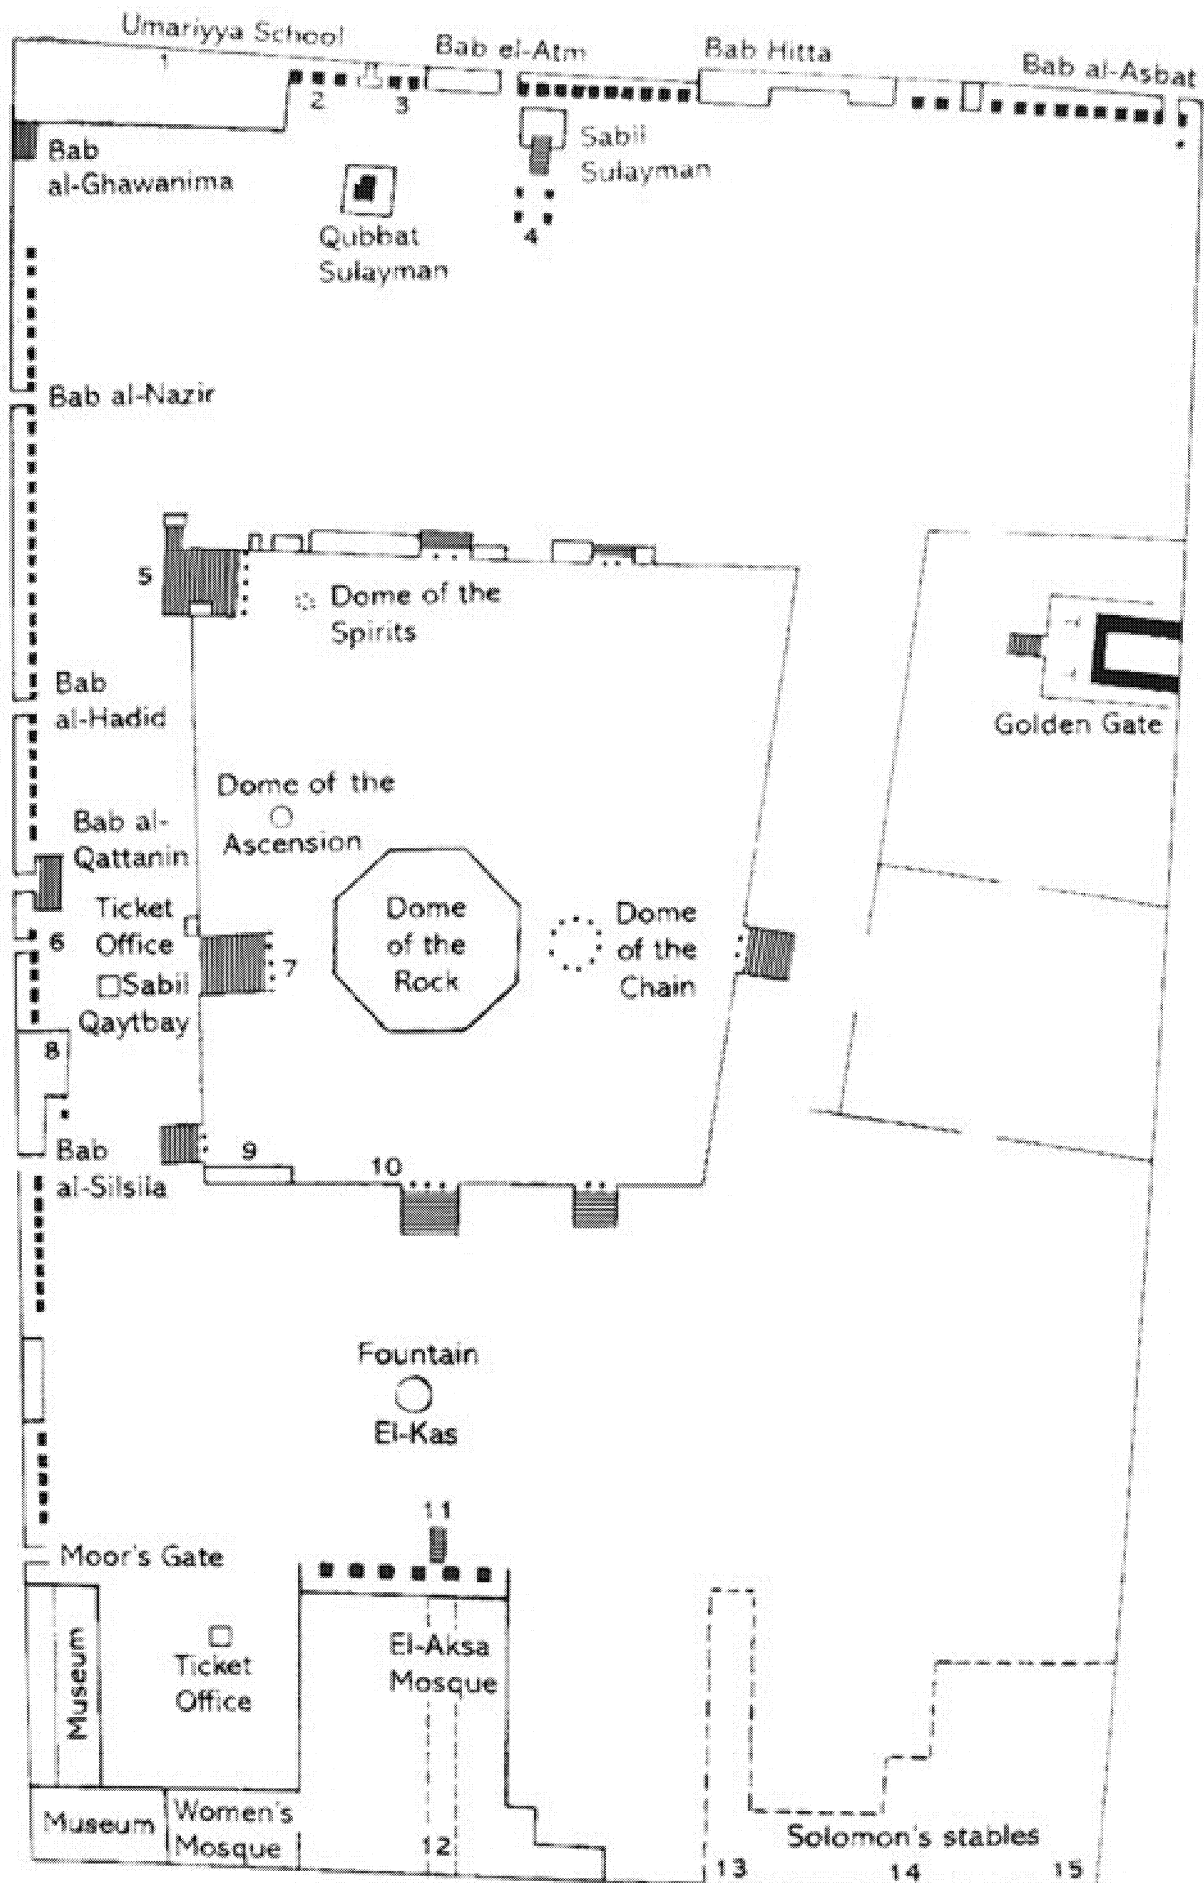 Umariyya School
1
Bab el-Atm
Bab Hitta
Bab al-Asbat
2
3
Bab
al-Ghawanima
Sabil
Sulayman
4
Qubbat
Sulayman
Bab al-Nazir
5
Dome of the
Spirits
Bab
al-Hadid
Golden Gate
Dome of the
Ascension
Bab al-
Qattanin
Ticket
Office
6
Sabil
Qaytbay
7
Dome
of the
Rock
Dome
of the
Chain
8
Bab
al-Silsila
9
10
Fountain
El-Kas
11
Moor's Gate
Museum
Ticket
Office
El-Aksa
Mosque
Museum
Women's
Mosque
12
Solomon's stables
13
14
15